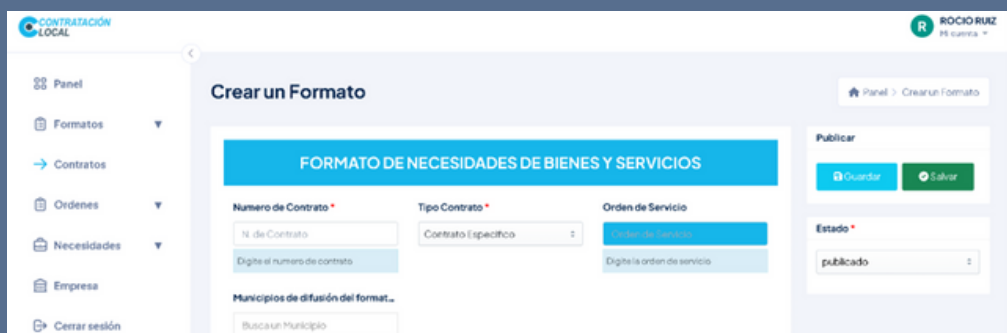 CONTRATACIÓN
LOCAL
R
ROCIO RUIZ
Mi cuenta
Panel
Formatos
Contratos
Ordenes
Necesidades
Empresa
Cerrar sesión
Crear un Formato
Panel > Crear un Formato
FORMATO DE NECESIDADES DE BIENES Y SERVICIOS
Numero de Contrato *
N. de Contrato
Digite el numero de contrato
Tipo Contrato *
Contrato Especifico
Orden de Servicio
Orden de Servicio
Digite la orden de servicio
Municipios de difusión del format...
Busca un Municipio
Publicar
Guardar
Salvar
Estado *
publicado